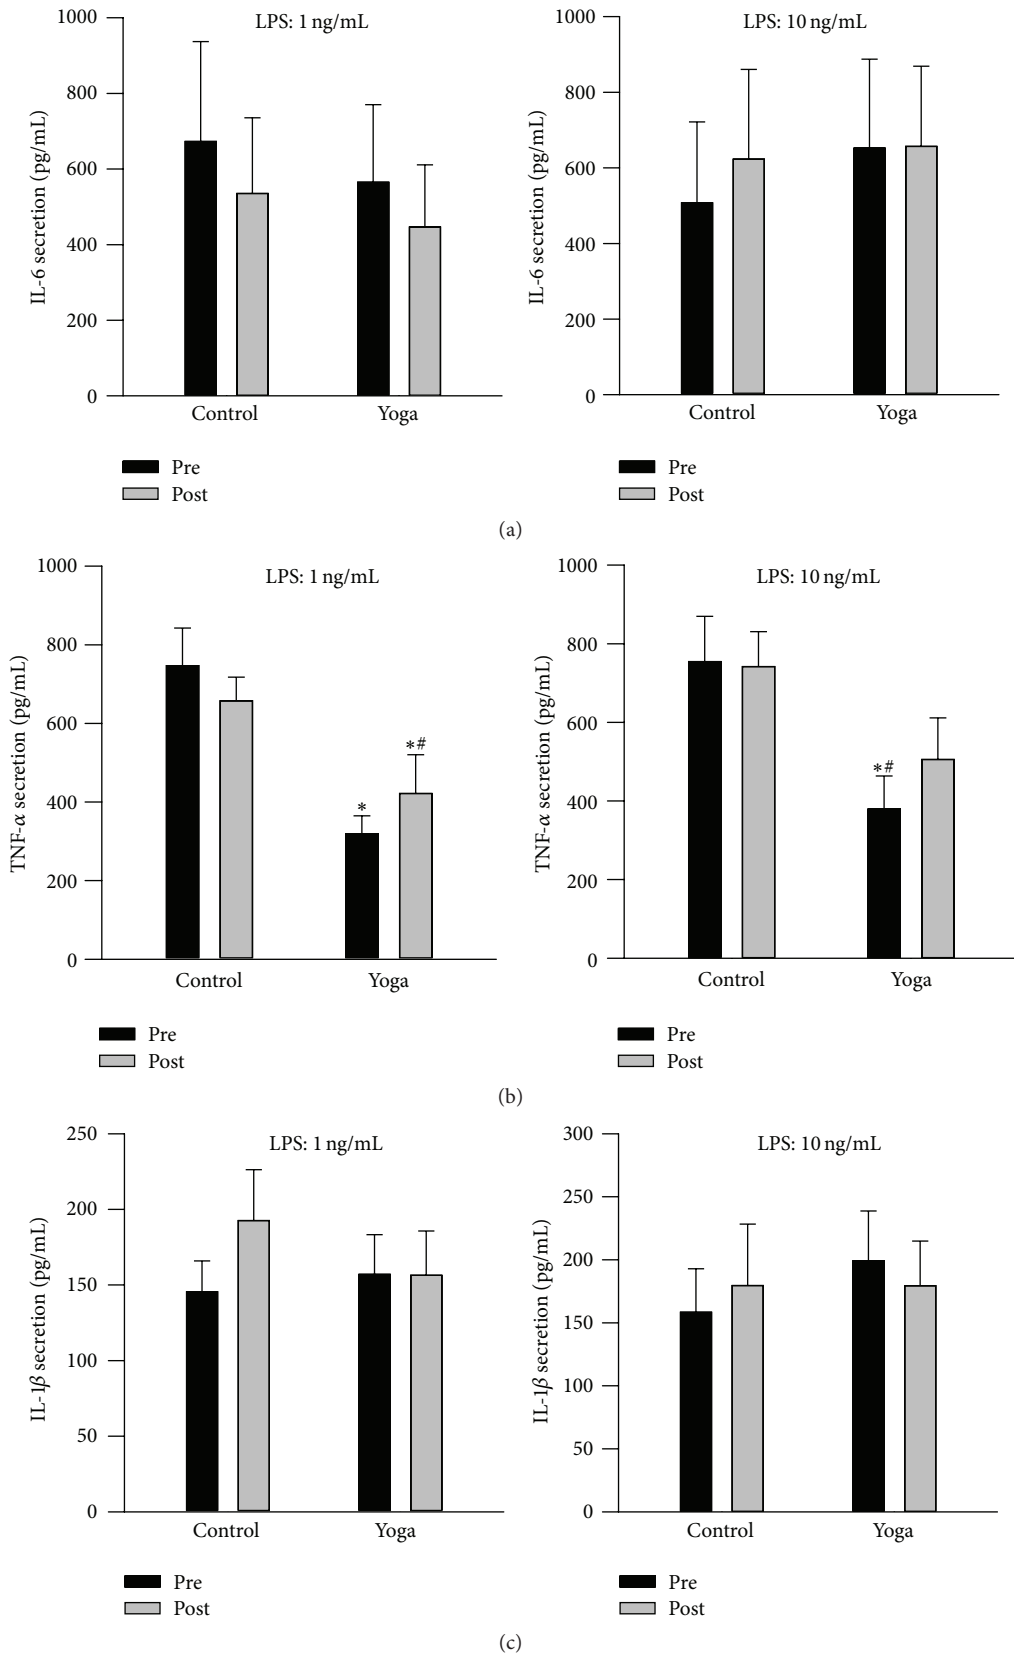 LPS: 1 ng/mL
IL-6 secretion (pg/mL)
1000
800
600
400
200
0
Control Yoga
Pre
Post
LPS: 10 ng/mL
IL-6 secretion (pg/mL)
1000
800
600
400
200
0
Control Yoga
Pre
Post
(a)
LPS: 1 ng/mL
TNF-α secretion (pg/mL)
1000
800
600
400
200
0
*
*#
Control Yoga
Pre
Post
LPS: 10 ng/mL
TNF-α secretion (pg/mL)
1000
800
600
400
200
0
*#
Control Yoga
Pre
Post
(b)
LPS: 1 ng/mL
IL-1β secretion (pg/mL)
250
200
150
100
50
0
Control Yoga
Pre
Post
LPS: 10 ng/mL
IL-1β secretion (pg/mL)
300
250
200
150
100
50
0
Control Yoga
Pre
Post
(c)